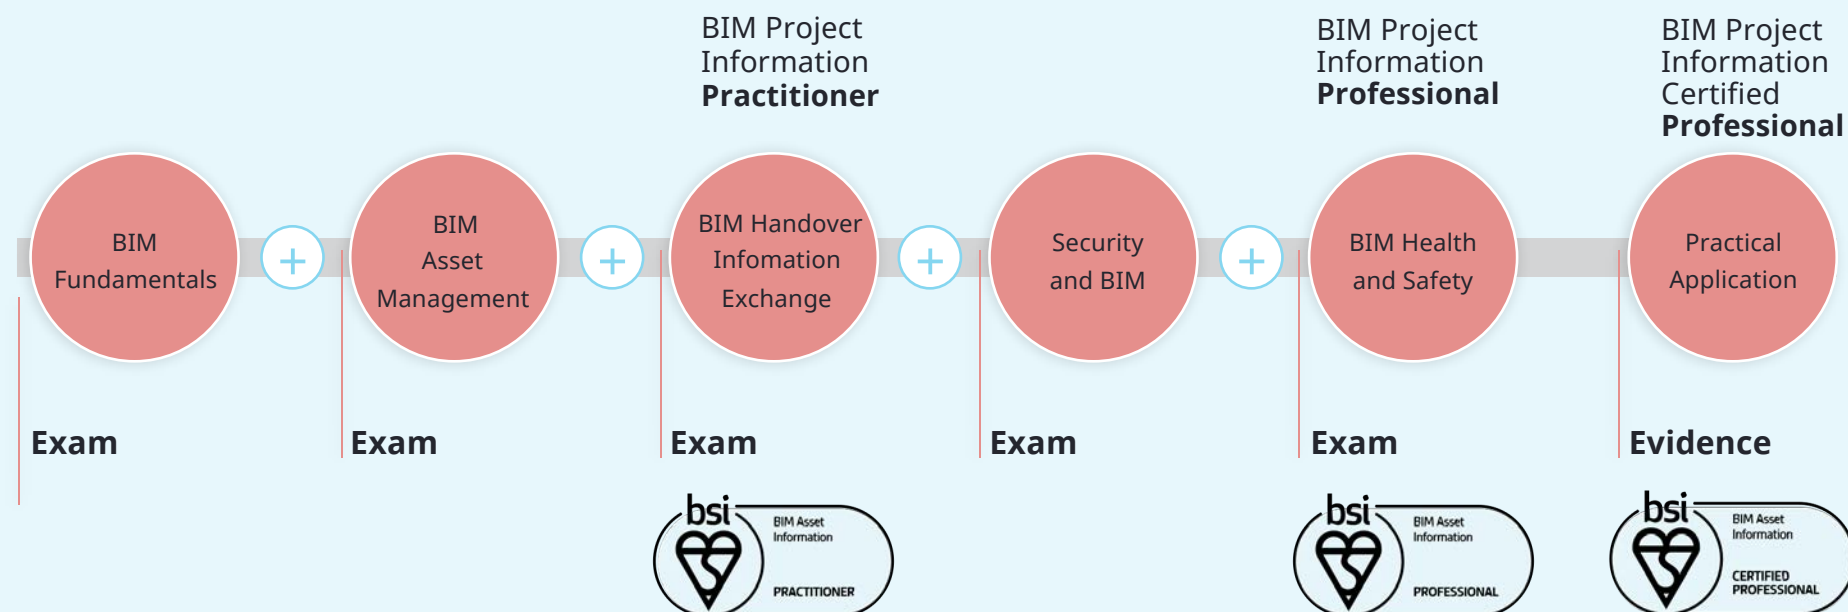 BIM Project
Information
Practitioner
BIM Project
Information
Professional
BIM Project
Information
Certified
Professional
BIM
Fundamentals
+
BIM
Asset
Management
+
BIM Handover
Infomation
Exchange
+
Security
and BIM
+
BIM Health
and Safety
Practical
Application
Exam
Exam
Exam
Exam
Exam
Evidence
bsi
BIM Asset
Information
PRACTITIONER
bsi
BIM Asset
Information
PROFESSIONAL
bsi
BIM Asset
Information
CERTIFIED
PROFESSIONAL